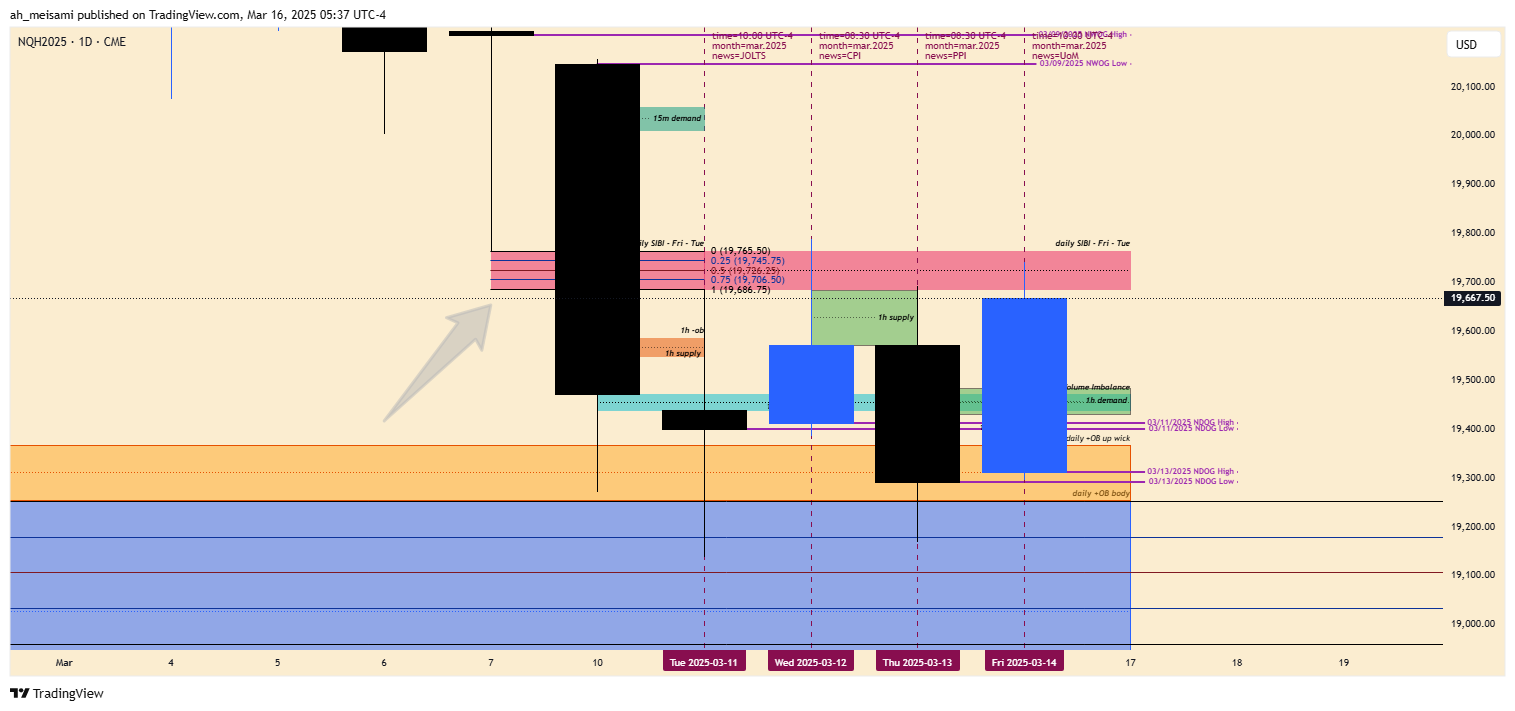 ah_meisami published on TradingView.com, Mar 16, 2025 05:37 UTC-4
NQH2025 · 1D · CME
USD
time=10:00 UTC-4
month=mar.2025
news=JOLTS
time=08:30 UTC-4
month=mar.2025
news=CPI
time=08:30 UTC-4
month=mar.2025
news=PPI
time=10:00 UTC-4
month=mar.2025
news=UoM
03/09/2025 NWOG High
03/09/2025 NWOG Low
20,100.00
20,000.00
19,900.00
19,800.00
19,700.00
19,667.50
19,600.00
19,500.00
19,400.00
19,300.00
19,200.00
19,100.00
19,000.00
15m demand
ily SIBI - Fri - Tue
daily SIBI - Fri - Tue
0 (19,765.50)
0.25 (19,745.75)
0.5 (19,726.25)
0.75 (19,706.50)
1 (19,686.75)
1h supply
1h -ob
1h supply
olume Imbalance
1h demand
03/11/2025 NDOG High
03/11/2025 NDOG Low
daily +OB up wick
03/13/2025 NDOG High
03/13/2025 NDOG Low
daily +OB body
Mar
4
5
6
7
10
Tue 2025-03-11
Wed 2025-03-12
Thu 2025-03-13
Fri 2025-03-14
17
18
19
TradingView